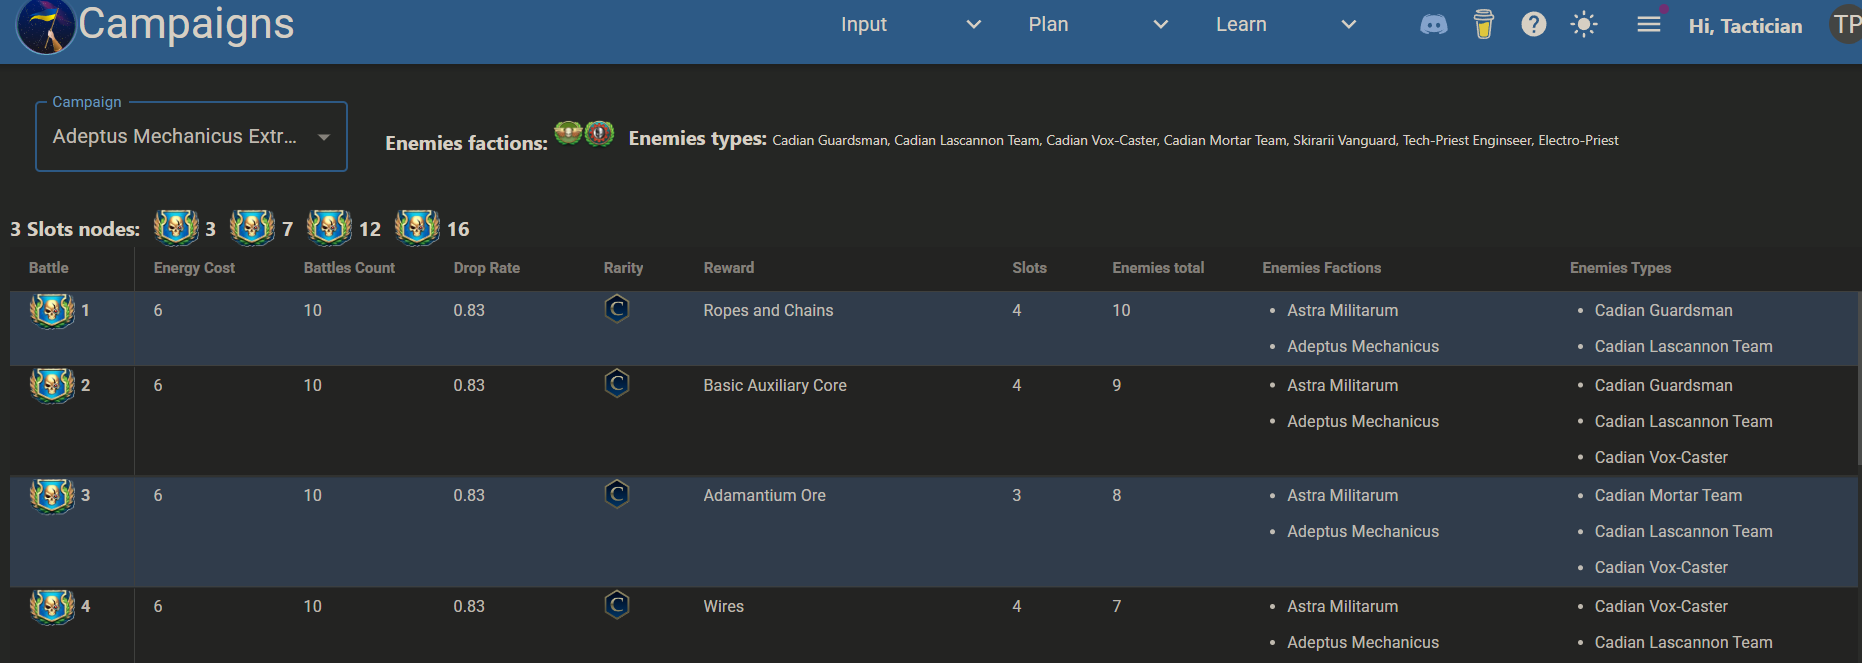 Campaigns
Input Plan Learn Hi, Tactician TP
Campaign
Adeptus Mechanicus Extr...
Enemies factions: Enemies types: Cadian Guardsman, Cadian Lascannon Team, Cadian Vox-Caster, Cadian Mortar Team, Skirarii Vanguard, Tech-Priest Enginseer, Electro-Priest
3 Slots nodes: 3 7 12 16
Battle Energy Cost Battles Count Drop Rate Rarity Reward Slots Enemies total Enemies Factions Enemies Types
1 6 10 0.83 C Ropes and Chains 4 10 • Astra Militarum • Cadian Guardsman
• Adeptus Mechanicus • Cadian Lascannon Team
2 6 10 0.83 C Basic Auxiliary Core 4 9 • Astra Militarum • Cadian Guardsman
• Adeptus Mechanicus • Cadian Lascannon Team
• Cadian Vox-Caster
3 6 10 0.83 C Adamantium Ore 3 8 • Astra Militarum • Cadian Mortar Team
• Adeptus Mechanicus • Cadian Lascannon Team
• Cadian Vox-Caster
4 6 10 0.83 C Wires 4 7 • Astra Militarum • Cadian Vox-Caster
• Adeptus Mechanicus • Cadian Lascannon Team